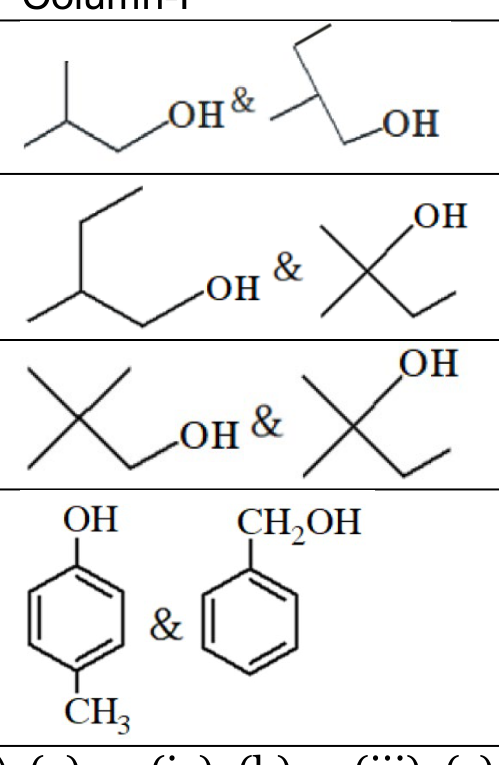 Column-I
OH & OH
OH & OH
OH & OH
OH CH₂OH
&
CH₃